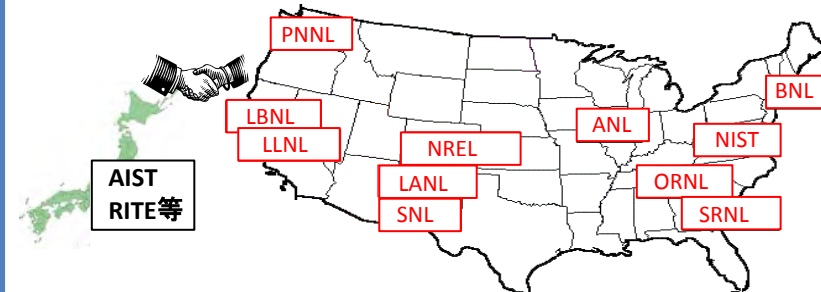 PNNL
BNL
LBNL
ANL
LLNL
NREL
NIST
AIST
RITE等
LANL
ORNL
SNL
SRNL